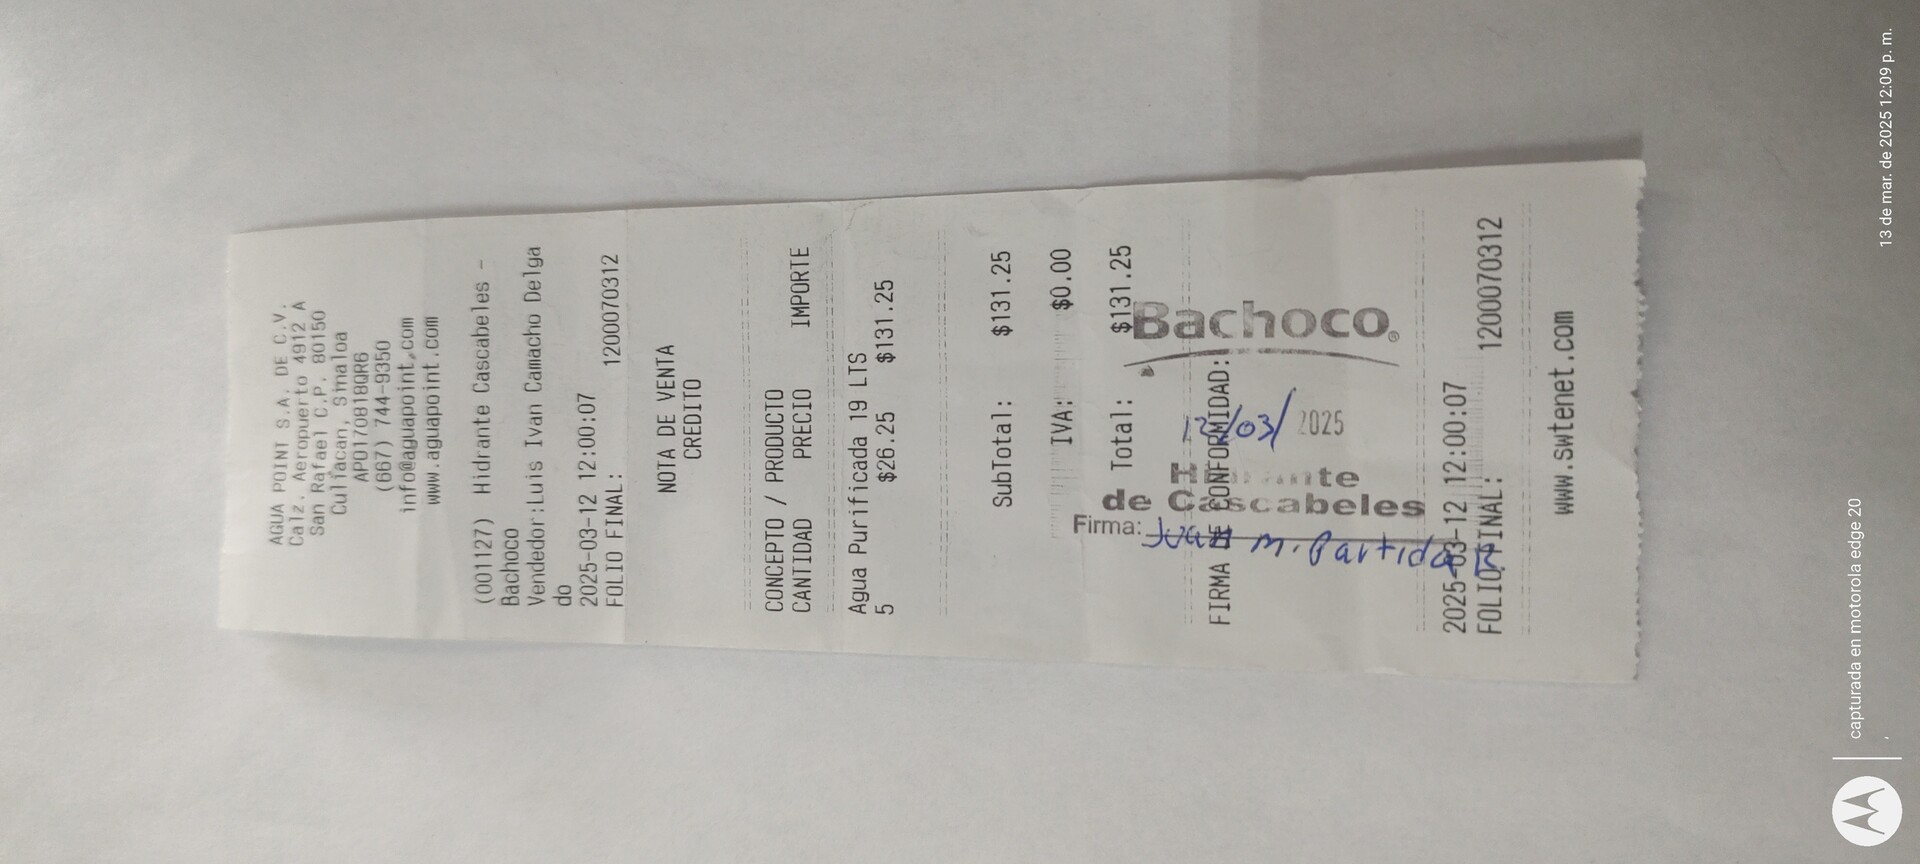 AGUA POINT S.A. DE C.V.
Calz. Aeropuerto 4912 A
San Rafael C.P. 80150
Culiacan, Sinaloa
APO170818QR6
(667) 744-9350
info@aguapoint.com
www.aguapoint.com
(001127) Hidrante Cascabeles -
Bachoco
Vendedor:Luis Ivan Camacho Delga
do
2025-03-12 12:00:07
FOLIO FINAL: 1200070312
NOTA DE VENTA
CREDITO
CONCEPTO / PRODUCTO
CANTIDAD PRECIO IMPORTE
Agua Purificada 19 LTS
5 $26.25 $131.25
SubTotal: $131.25
IVA: $0.00
Total: $131.25
Bachoco
FIRMA DE CONFORMIDAD:
12/03/ 2025
de Cascabeles
Firma: Juan M. Partida R
2025-03-12 12:00:07
FOLIO FINAL: 1200070312
www.swtenet.com
capturada en motorola edge 20
13 de mar. de 2025 12:09 p. m.